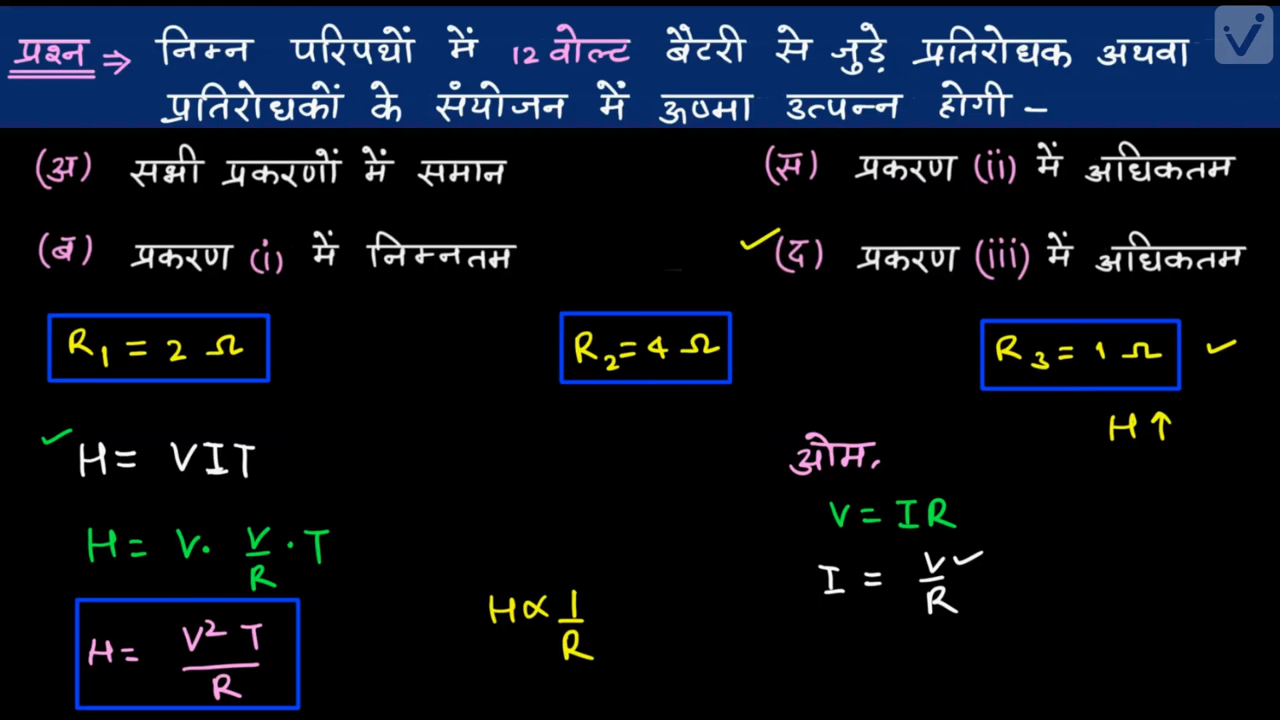 प्रश्न ⇒ निम्न परिपथों में 12 वोल्ट बैटरी से जुड़े प्रतिरोधक अथवा
प्रतिरोधकों के संयोजन में ऊष्मा उत्पन्न होगी –
(अ) सभी प्रकरणों में समान
(स) प्रकरण (ii) में अधिकतम
(ब) प्रकरण (i) में निम्नतम
✓(द) प्रकरण (iii) में अधिकतम
R₁ = 2 Ω
R₂ = 4 Ω
R₃ = 1 Ω ✓
H ↑
✓ H = VIT
ओम.
V = IR
H = V. V/R . T
I = V/R ✓
H ∝ 1/R
H = V² T/R